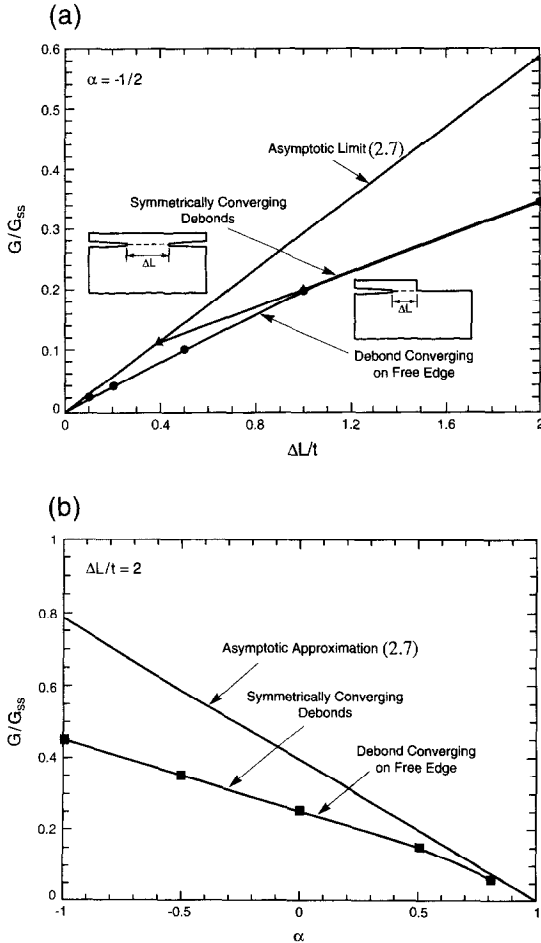 (a)
0.6
0.5
0.4
0.3
0.2
0.1
0
α = -1/2
Asymptotic Limit (2.7)
Symmetrically Converging
Debonds
ΔL
ΔL
Debond Converging
on Free Edge
G/Gss
0 0.4 0.8 1.2 1.6 2
ΔL/t
(b)
1
0.8
0.6
0.4
0.2
0
ΔL/t = 2
Asymptotic Approximation (2.7)
Symmetrically Converging
Debonds
Debond Converging
on Free Edge
G/Gss
-1 -0.5 0 0.5 1
α